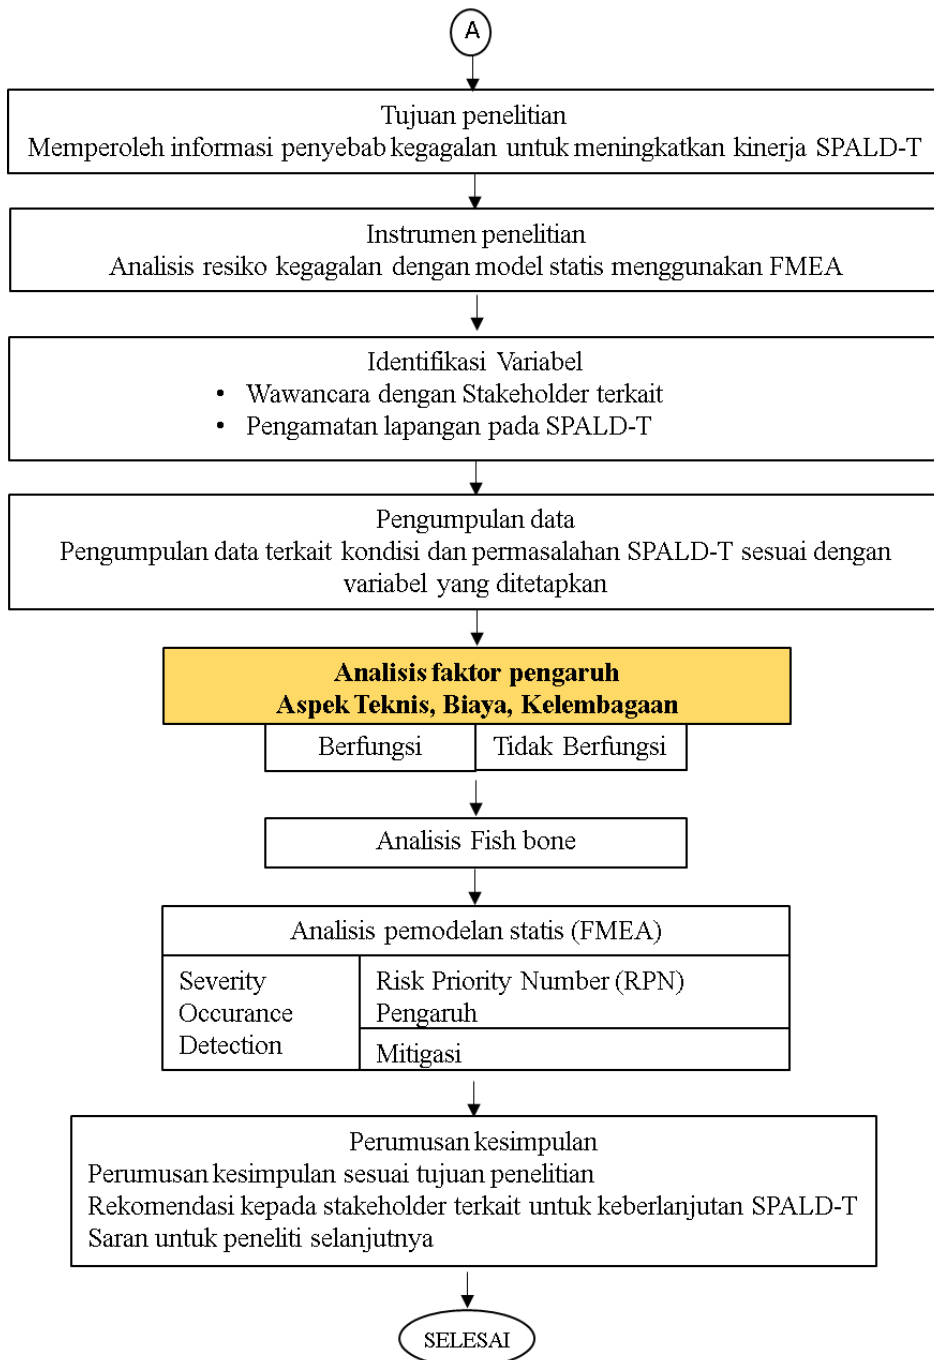 A
Tujuan penelitian
Memperoleh informasi penyebab kegagalan untuk meningkatkan kinerja SPALD-T
Instrumen penelitian
Analisis resiko kegagalan dengan model statis menggunakan FMEA
Identifikasi Variabel
• Wawancara dengan Stakeholder terkait
• Pengamatan lapangan pada SPALD-T
Pengumpulan data
Pengumpulan data terkait kondisi dan permasalahan SPALD-T sesuai dengan
variabel yang ditetapkan
Analisis faktor pengaruh
Aspek Teknis, Biaya, Kelembagaan
Berfungsi
Tidak Berfungsi
Analisis Fish bone
Analisis pemodelan statis (FMEA)
Severity
Occurance
Detection
Risk Priority Number (RPN)
Pengaruh
Mitigasi
Perumusan kesimpulan
Perumusan kesimpulan sesuai tujuan penelitian
Rekomendasi kepada stakeholder terkait untuk keberlanjutan SPALD-T
Saran untuk peneliti selanjutnya
SELESAI